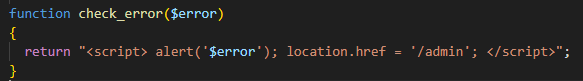 function check_error($error)
{
  return "<script> alert('$error'); location.href = '/admin'; </script>";
}